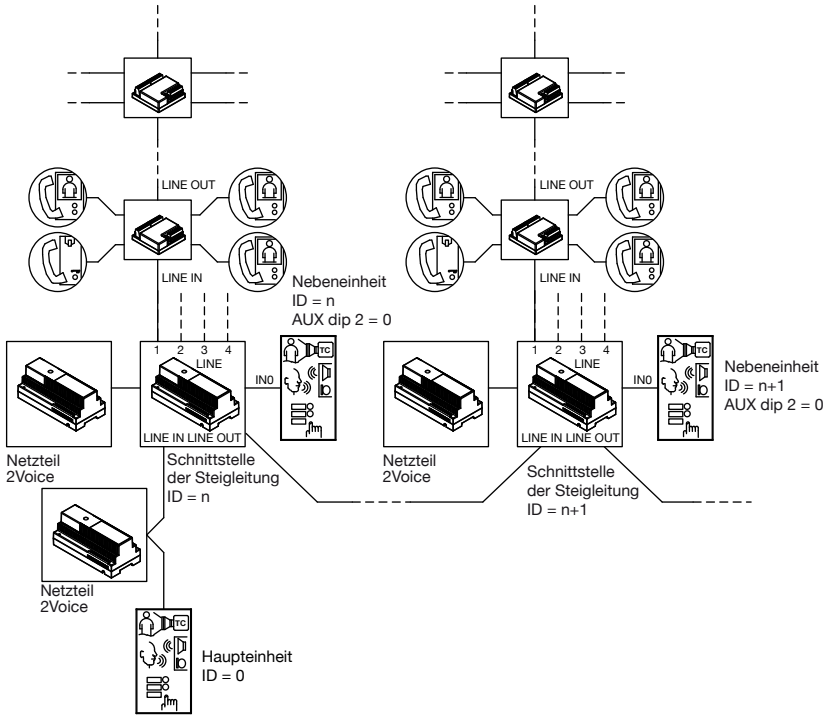 LINE OUT
LINE IN
Nebeneinheit
ID = n
AUX dip 2 = 0
1 2 3 4
LINE
IN0
TC
LINE IN LINE OUT
Netzteil
2Voice
Schnittstelle
der Steigleitung
ID = n
Netzteil
2Voice
TC
Haupteinheit
ID = 0
LINE OUT
LINE IN
1 2 3 4
LINE
IN0
TC
Nebeneinheit
ID = n+1
AUX dip 2 = 0
LINE IN LINE OUT
Netzteil
2Voice
Schnittstelle
der Steigleitung
ID = n+1